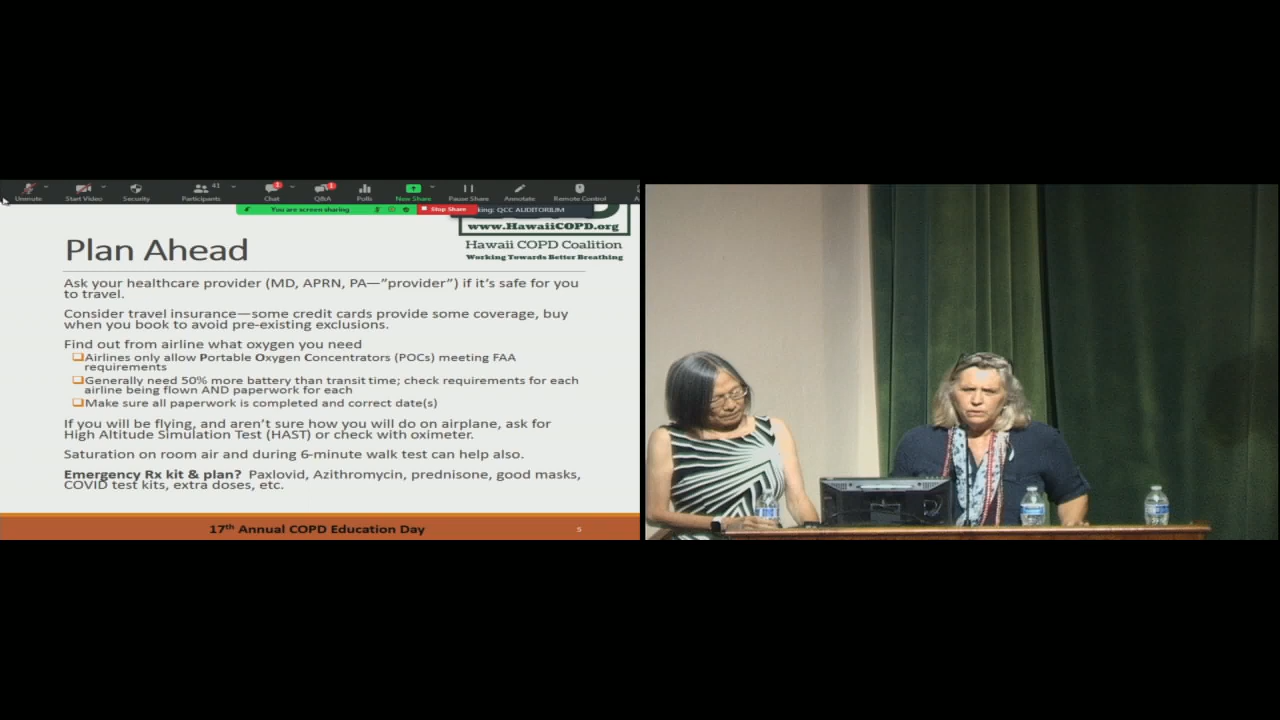 41
1
1
Unmute
Start Video
Security
Participants
Chat
Q&A
Polls
New Share
Pause Share
Annotate
Remote Control
You are screen sharing
Stop Share
QCC AUDITORIUM
www.HawaiiCOPD.org
Hawaii COPD Coalition
Working Towards Better Breathing
Plan Ahead
Ask your healthcare provider (MD, APRN, PA—”provider”) if it’s safe for you
to travel.
Consider travel insurance—some credit cards provide some coverage, buy
when you book to avoid pre-existing exclusions.
Find out from airline what oxygen you need
Airlines only allow Portable Oxygen Concentrators (POCs) meeting FAA
requirements
Generally need 50% more battery than transit time; check requirements for each
airline being flown AND paperwork for each
Make sure all paperwork is completed and correct date(s)
If you will be flying, and aren’t sure how you will do on airplane, ask for
High Altitude Simulation Test (HAST) or check with oximeter.
Saturation on room air and during 6-minute walk test can help also.
Emergency Rx kit & plan? Paxlovid, Azithromycin, prednisone, good masks,
COVID test kits, extra doses, etc.
17th Annual COPD Education Day
5